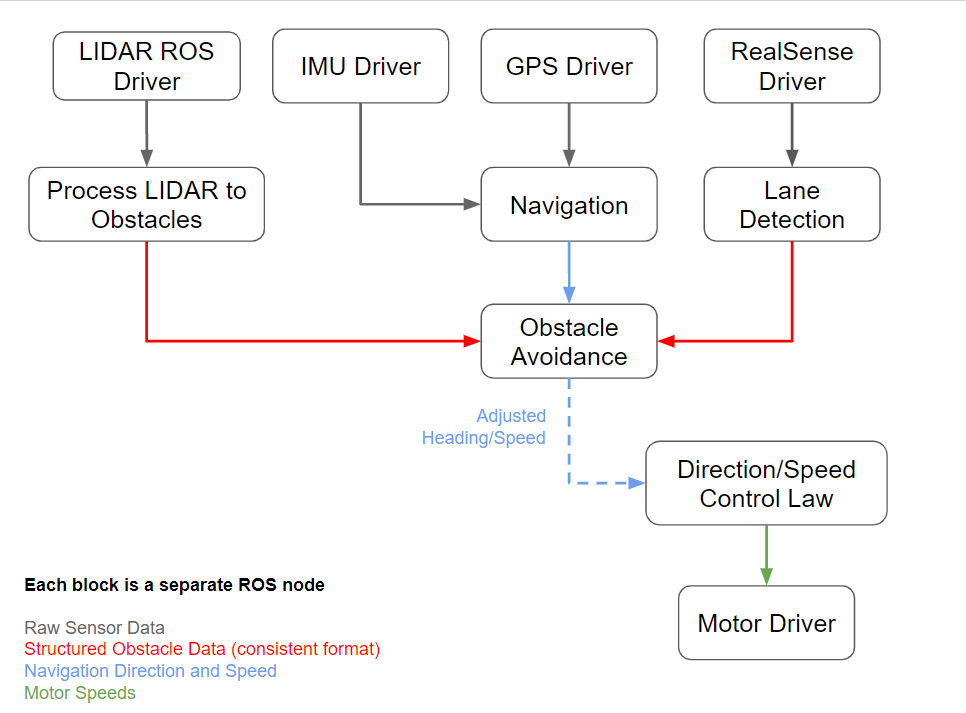 LIDAR ROS
Driver
IMU Driver
GPS Driver
RealSense
Driver
Process LIDAR to
Obstacles
Navigation
Lane
Detection
Obstacle
Avoidance
Adjusted
Heading/Speed
Direction/Speed
Control Law
Motor Driver
Each block is a separate ROS node
Raw Sensor Data
Structured Obstacle Data (consistent format)
Navigation Direction and Speed
Motor Speeds